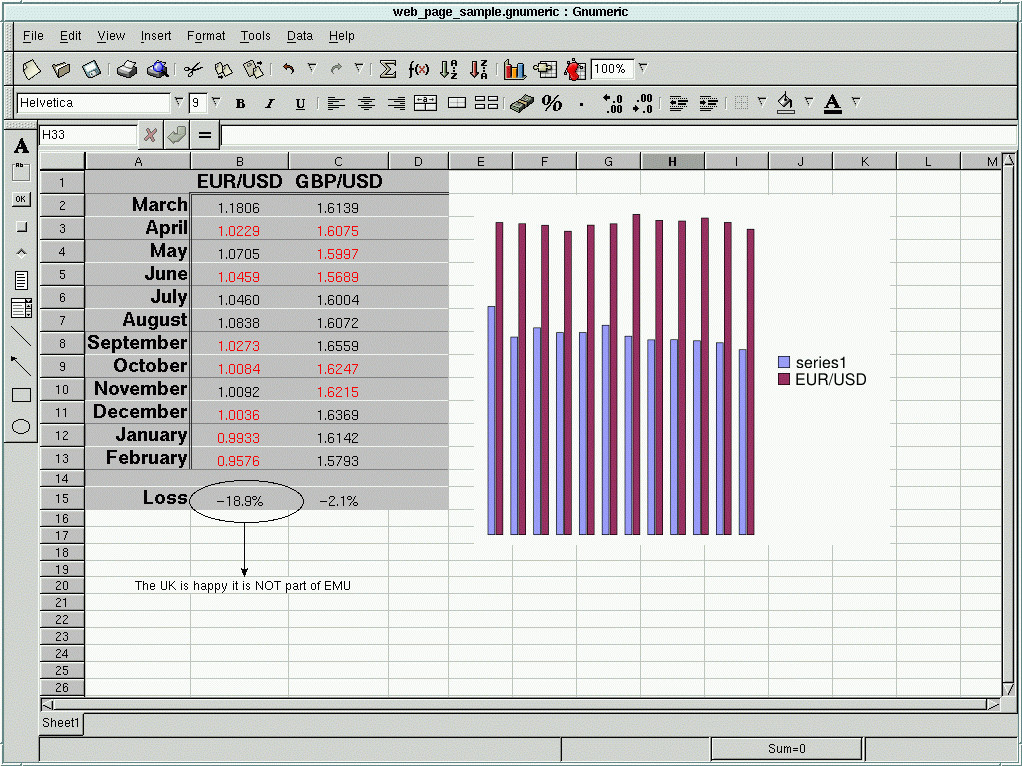 web_page_sample.gnumeric : Gnumeric
File Edit View Insert Format Tools Data Help
f(x) A Z Z A 100%
Helvetica 9 B I U % . ←.0 .00 .00 →.0 A
H33 =
A
Ab
OK
A B C D E F G H I J K L M
1 EUR/USD GBP/USD
2 March 1.1806 1.6139
3 April 1.0229 1.6075
4 May 1.0705 1.5997
5 June 1.0459 1.5689
6 July 1.0460 1.6004
7 August 1.0838 1.6072
8 September 1.0273 1.6559
9 October 1.0084 1.6247
10 November 1.0092 1.6215
11 December 1.0036 1.6369
12 January 0.9933 1.6142
13 February 0.9576 1.5793
14
15 Loss −18.9% −2.1%
16
17
18
19
20 The UK is happy it is NOT part of EMU
21
22
23
24
25
26
series1
EUR/USD
Sheet1
Sum=0